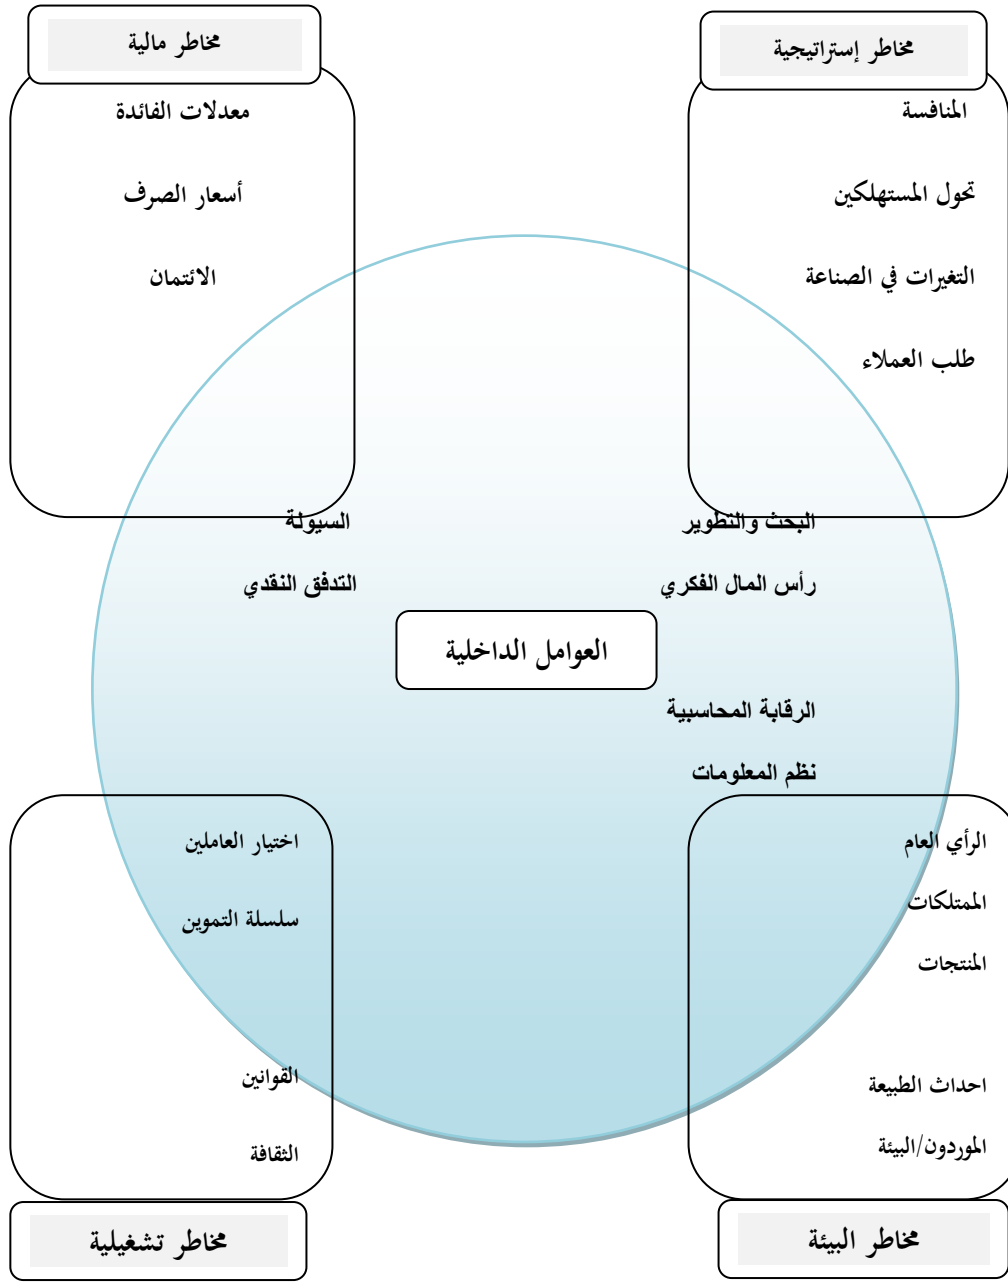 مخاطر إستراتيجية
مخاطر مالية
المنافسة
معدلات الفائدة
تحول المستهلكين
أسعار الصرف
التغيرات في الصناعة
الائتمان
طلب العملاء
البحث والتطوير
السيولة
رأس المال الفكري
التدفق النقدي
العوامل الداخلية
الرقابة المحاسبية
نظم المعلومات
الرأي العام
اختيار العاملين
الممتلكات
سلسلة التموين
المنتجات
القوانين
احداث الطبيعة
الموردون/البيئة
الثقافة
مخاطر البيئة
مخاطر تشغيلية